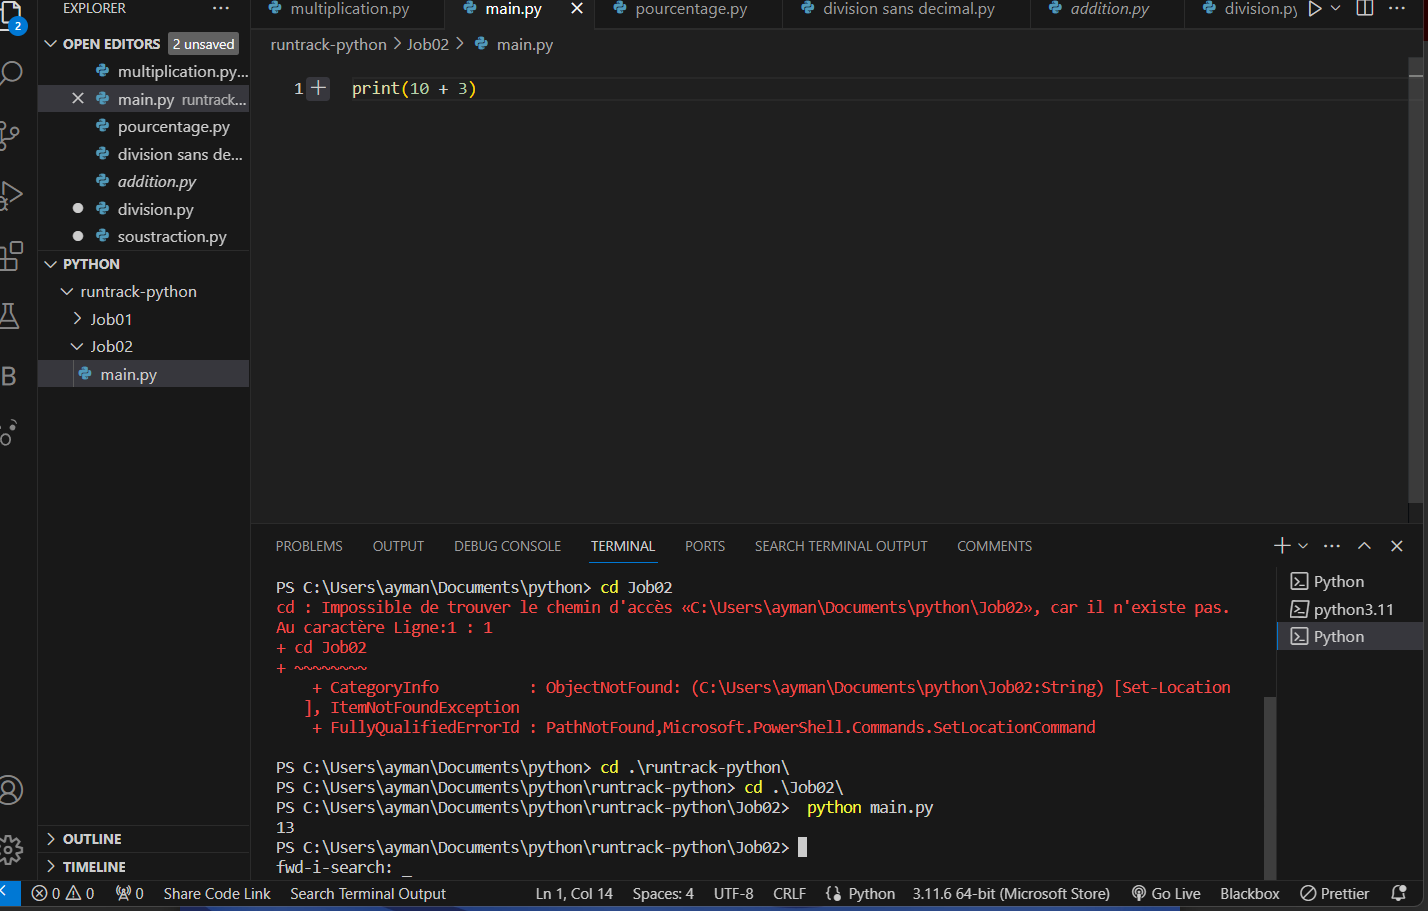 EXPLORER ...
multiplication.py main.py pourcentage.py division sans decimal.py addition.py division.py
2
OPEN EDITORS 2 unsaved
runtrack-python > Job02 > main.py
multiplication.py...
main.py runtrack...
pourcentage.py
division sans de...
addition.py
division.py
soustraction.py
PYTHON
runtrack-python
Job01
Job02
main.py
B
OUTLINE
TIMELINE
1 print(10 + 3)
PROBLEMS OUTPUT DEBUG CONSOLE TERMINAL PORTS SEARCH TERMINAL OUTPUT COMMENTS
PS C:\Users\ayman\Documents\python> cd Job02
cd : Impossible de trouver le chemin d'accès «C:\Users\ayman\Documents\python\Job02», car il n'existe pas.
Au caractère Ligne:1 : 1
+ cd Job02
+ ~~~~~~~~
+ CategoryInfo : ObjectNotFound: (C:\Users\ayman\Documents\python\Job02:String) [Set-Location
], ItemNotFoundException
+ FullyQualifiedErrorId : PathNotFound,Microsoft.PowerShell.Commands.SetLocationCommand
PS C:\Users\ayman\Documents\python> cd .\runtrack-python\
PS C:\Users\ayman\Documents\python\runtrack-python> cd .\Job02\
PS C:\Users\ayman\Documents\python\runtrack-python\Job02> python main.py
13
PS C:\Users\ayman\Documents\python\runtrack-python\Job02>
fwd-i-search: _
Python
python3.11
Python
0 0 0 Share Code Link Search Terminal Output Ln 1, Col 14 Spaces: 4 UTF-8 CRLF Python 3.11.6 64-bit (Microsoft Store) Go Live Blackbox Prettier